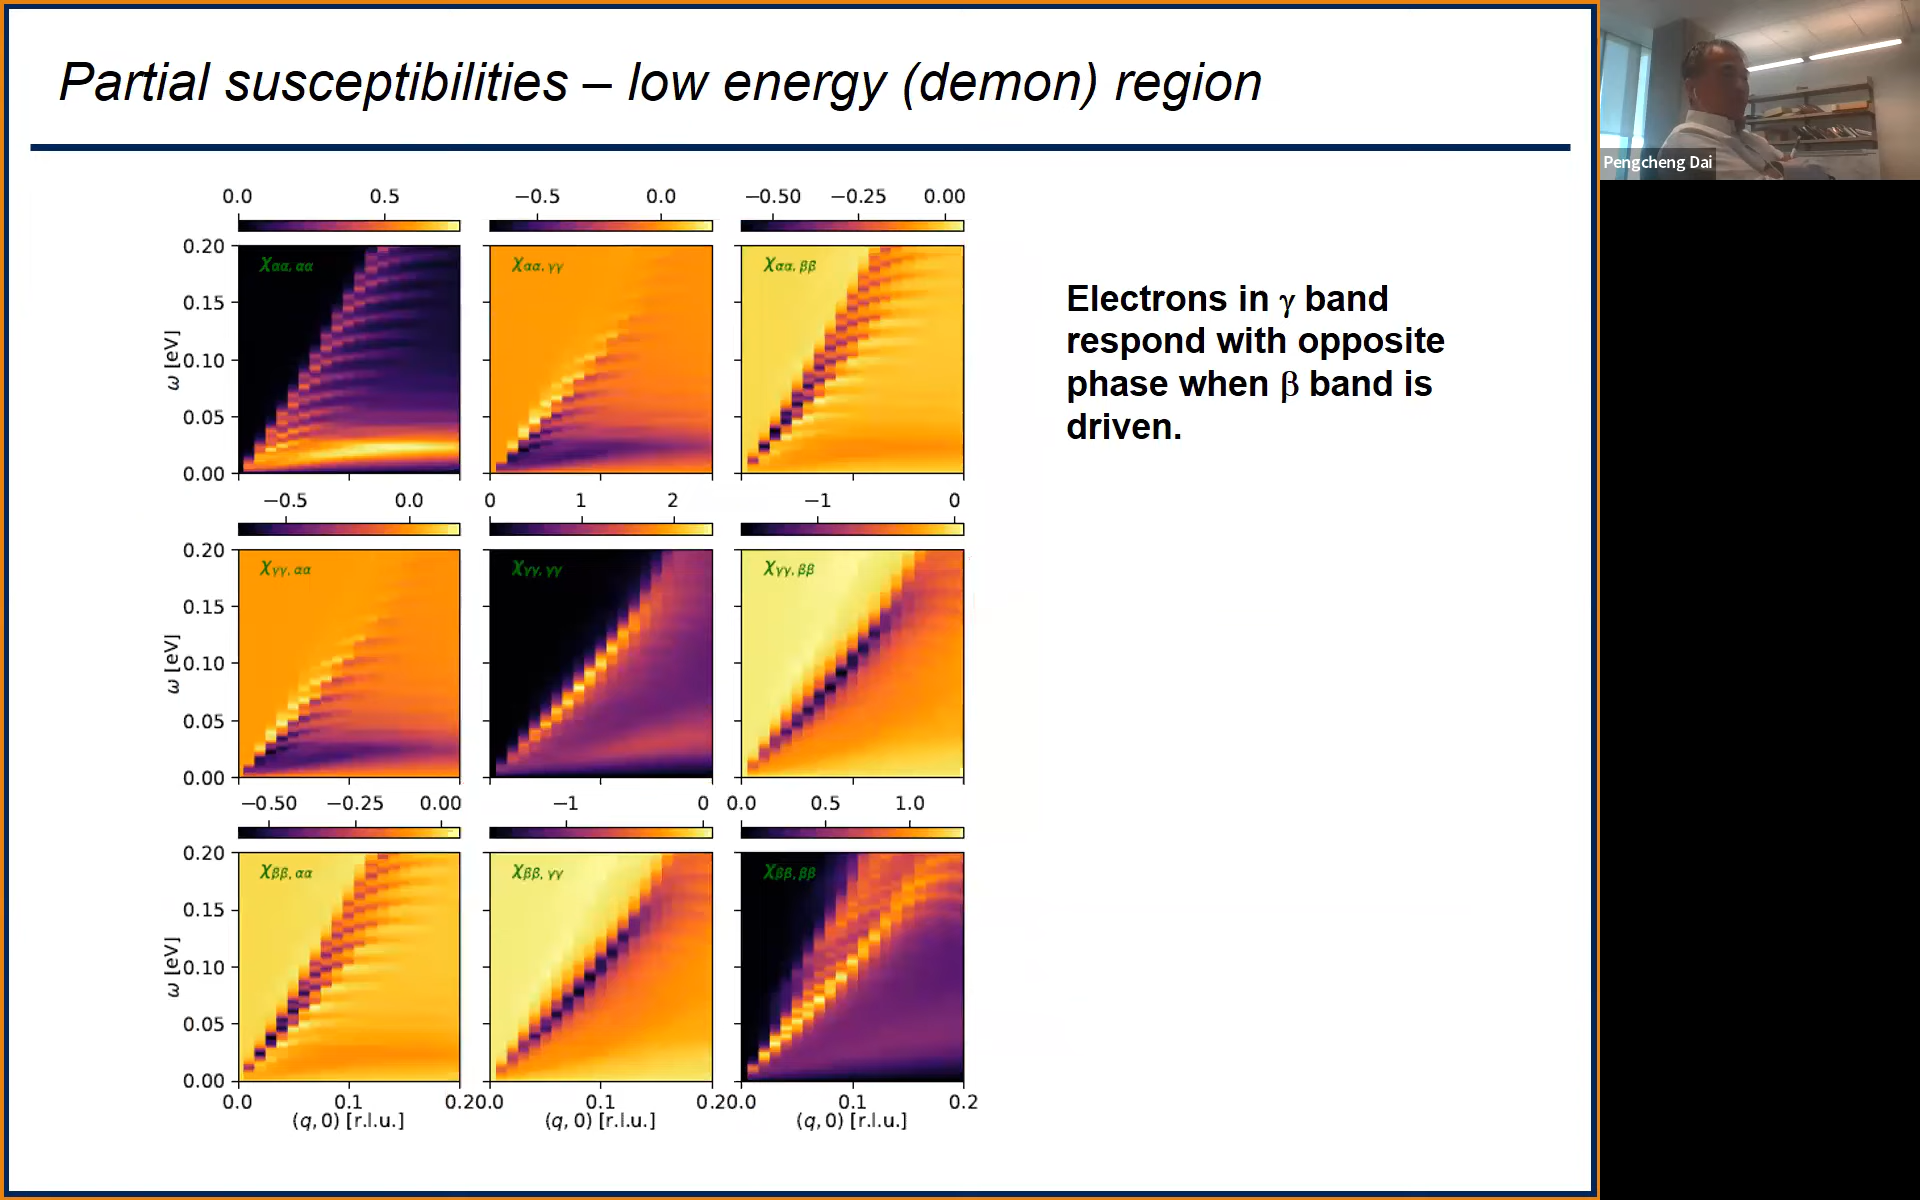 Partial susceptibilities – low energy (demon) region
Pengcheng Dai
0.0 0.5
−0.5 0.0
−0.50 −0.25 0.00
χαα, αα
χαα, γγ
χαα, ββ
0.20
0.15
0.10
0.05
0.00
ω [eV]
Electrons in γ band
respond with opposite
phase when β band is
driven.
−0.5 0.0
0 1 2
−1 0
χγγ, αα
χγγ, γγ
χγγ, ββ
0.20
0.15
0.10
0.05
0.00
ω [eV]
−0.50 −0.25 0.00
−1 0
0.0 0.5 1.0
χββ, αα
χββ, γγ
χββ, ββ
0.20
0.15
0.10
0.05
0.00
ω [eV]
0.0 0.1 0.20.0 0.1 0.20.0 0.1 0.2
(q, 0) [r.l.u.] (q, 0) [r.l.u.] (q, 0) [r.l.u.]